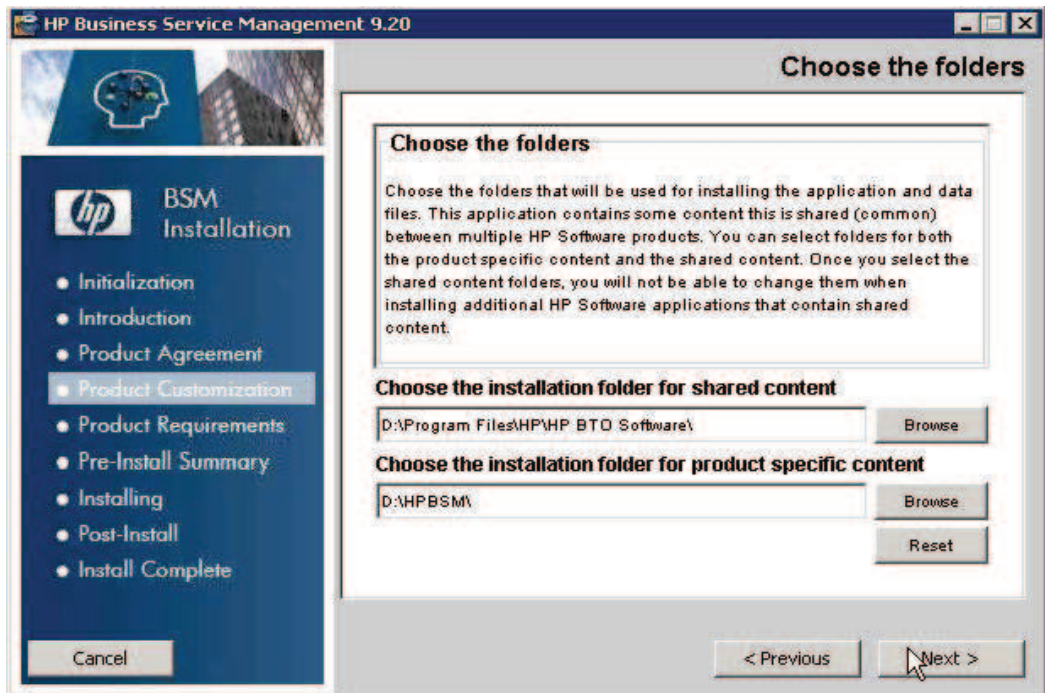 HP Business Service Management 9.20
Choose the folders
hp
BSM
Installation
Initialization
Introduction
Product Agreement
Product Customization
Product Requirements
Pre-Install Summary
Installing
Post-Install
Install Complete
Cancel
Choose the folders
Choose the folders that will be used for installing the application and data
files. This application contains some content this is shared (common)
between multiple HP Software products. You can select folders for both
the product specific content and the shared content. Once you select the
shared content folders, you will not be able to change them when
installing additional HP Software applications that contain shared
content.
Choose the installation folder for shared content
D:\Program Files\HP\HP BTO Software\
Browse
Choose the installation folder for product specific content
D:\HPBSM\
Browse
Reset
< Previous
Next >